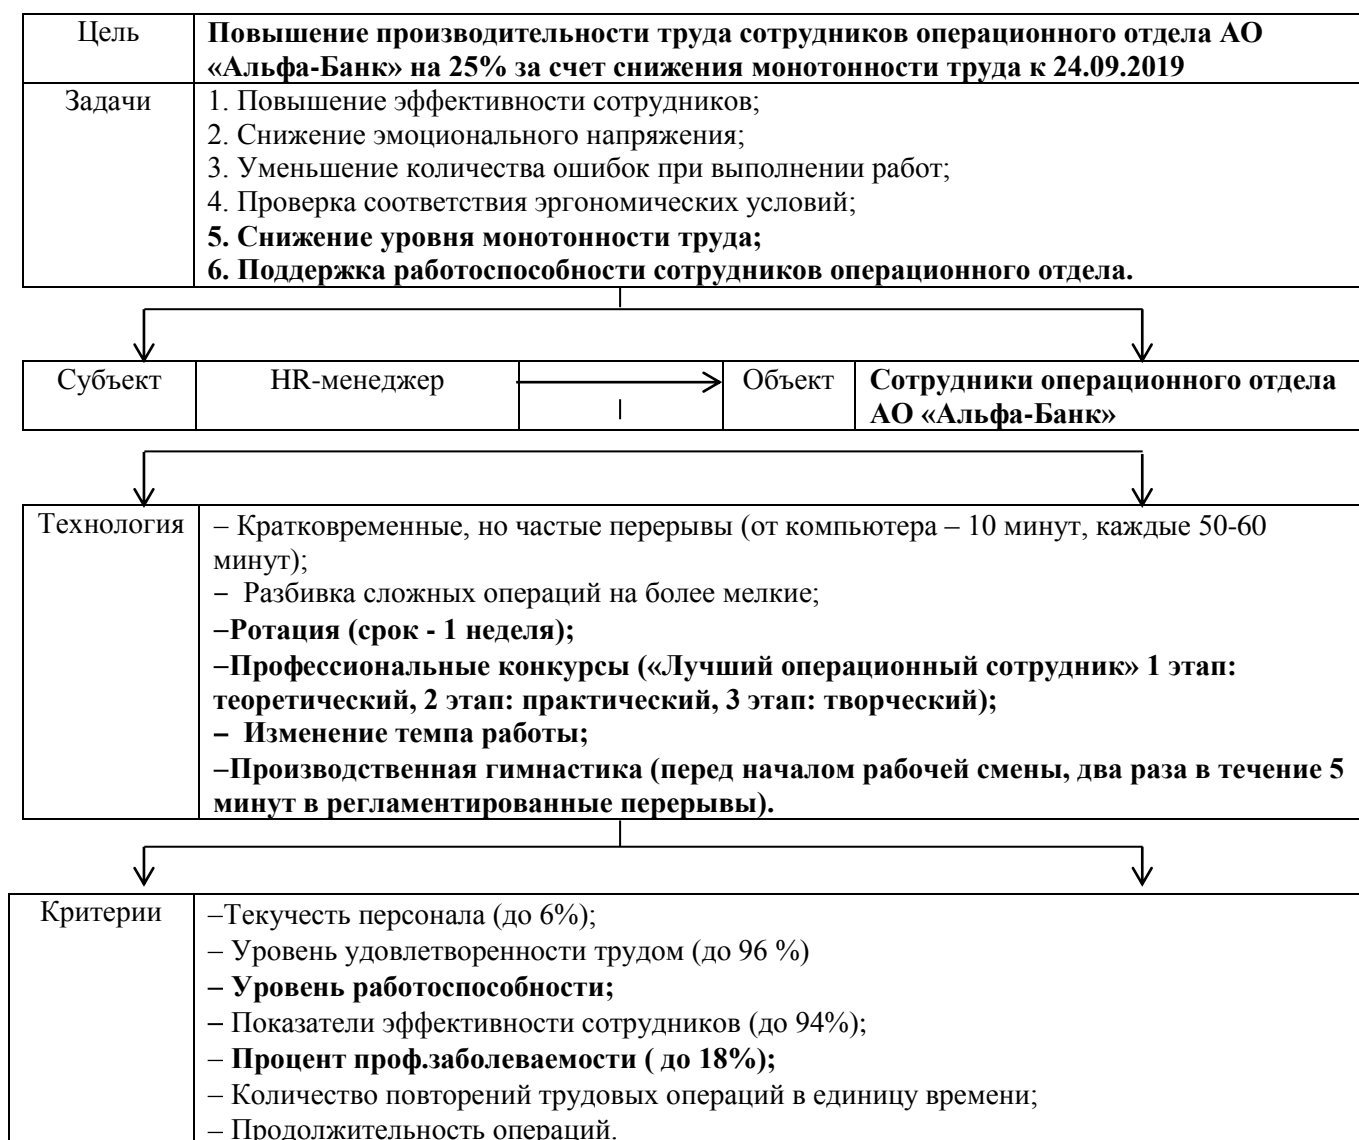 Цель
Повышение производительности труда сотрудников операционного отдела АО
«Альфа-Банк» на 25% за счет снижения монотонности труда к 24.09.2019
Задачи
1. Повышение эффективности сотрудников;
2. Снижение эмоционального напряжения;
3. Уменьшение количества ошибок при выполнении работ;
4. Проверка соответствия эргономических условий;
5. Снижение уровня монотонности труда;
6. Поддержка работоспособности сотрудников операционного отдела.
Субъект
HR-менеджер
Объект
Сотрудники операционного отдела
АО «Альфа-Банк»
Технология
– Кратковременные, но частые перерывы (от компьютера – 10 минут, каждые 50-60
минут);
– Разбивка сложных операций на более мелкие;
–Ротация (срок - 1 неделя);
–Профессиональные конкурсы («Лучший операционный сотрудник» 1 этап:
теоретический, 2 этап: практический, 3 этап: творческий);
– Изменение темпа работы;
–Производственная гимнастика (перед началом рабочей смены, два раза в течение 5
минут в регламентированные перерывы).
Критерии
–Текучесть персонала (до 6%);
– Уровень удовлетворенности трудом (до 96 %)
– Уровень работоспособности;
– Показатели эффективности сотрудников (до 94%);
– Процент проф.заболеваемости ( до 18%);
– Количество повторений трудовых операций в единицу времени;
– Продолжительность операций.